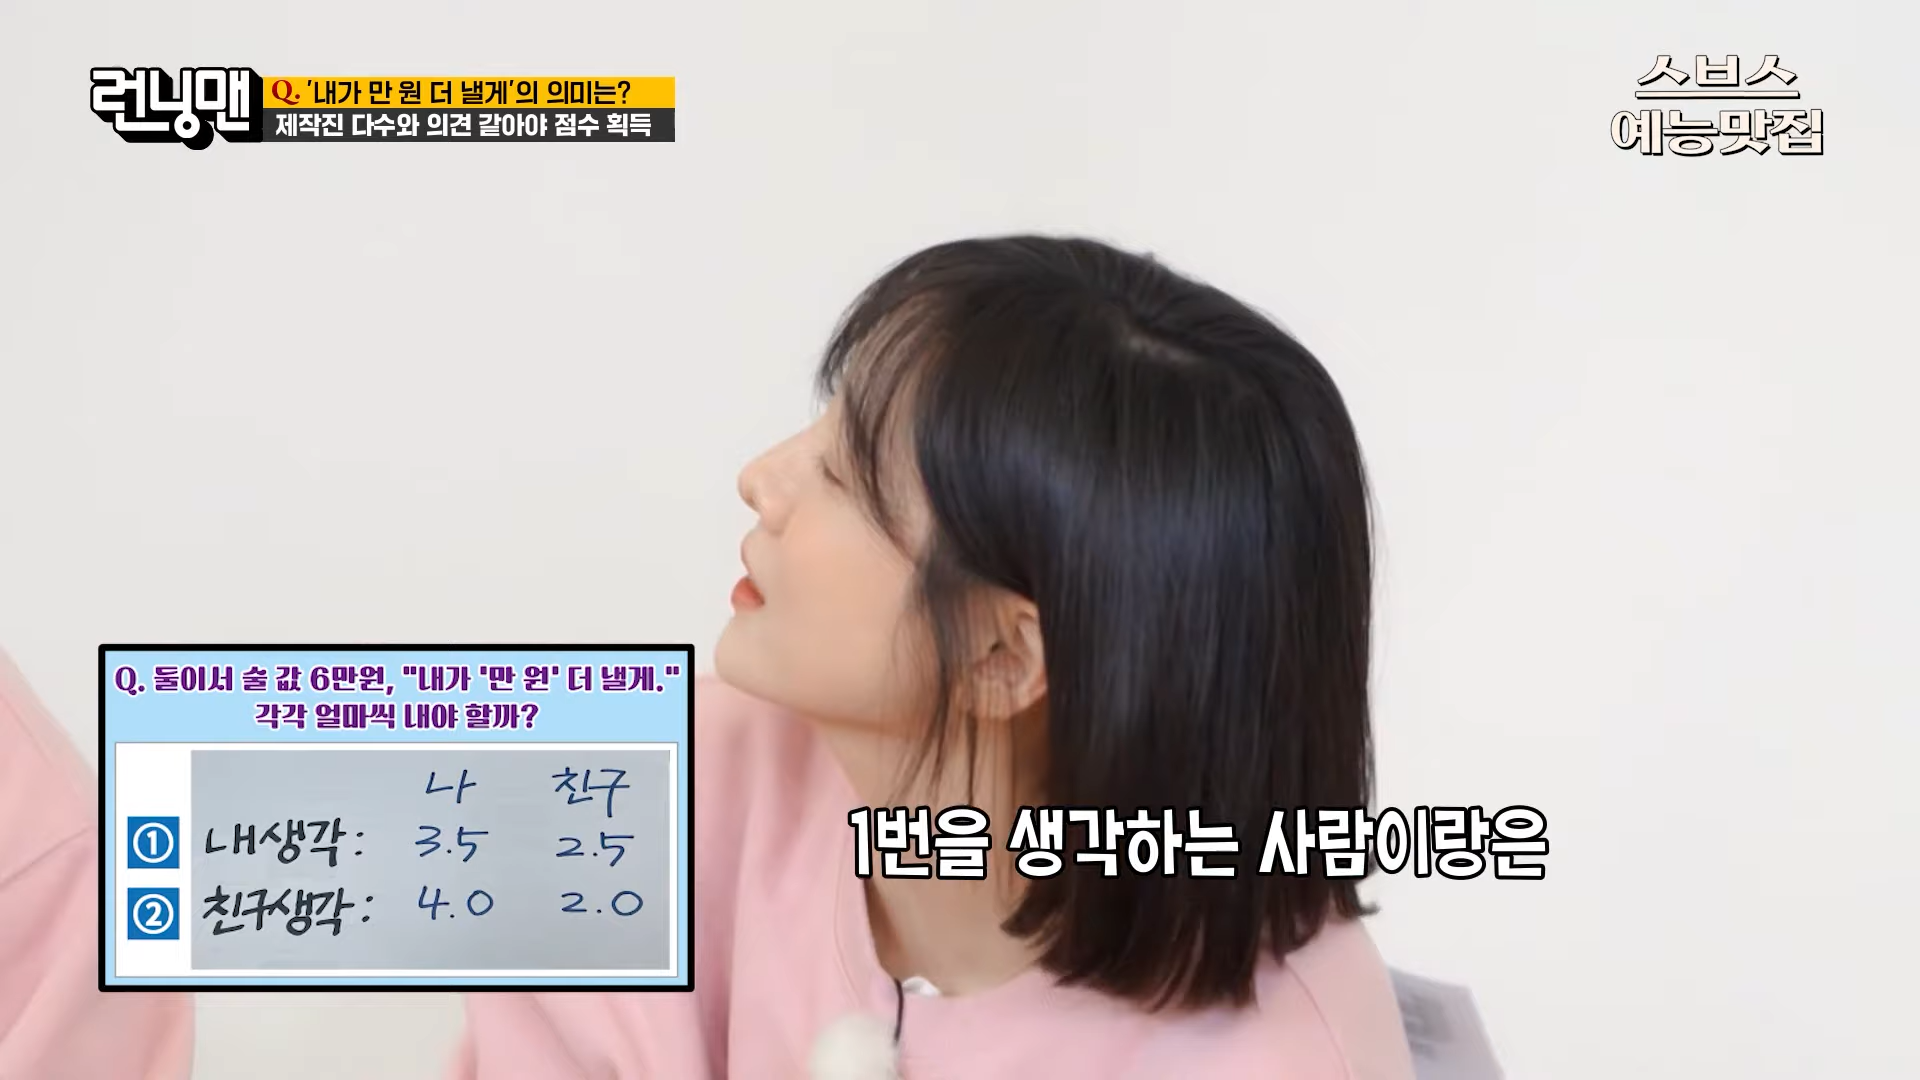 런닝맨
Q. '내가 만 원 더 낼게'의 의미는?
제작진 다수와 의견 같아야 점수 획득
스브스
예능맛집
Q. 둘이서 술 값 6만원, "내가 '만 원' 더 낼게."
각각 얼마씩 내야 할까?
나 친구
① 내생각 : 3.5 2.5
② 친구생각 : 4.0 2.0
1번을 생각하는 사람이랑은